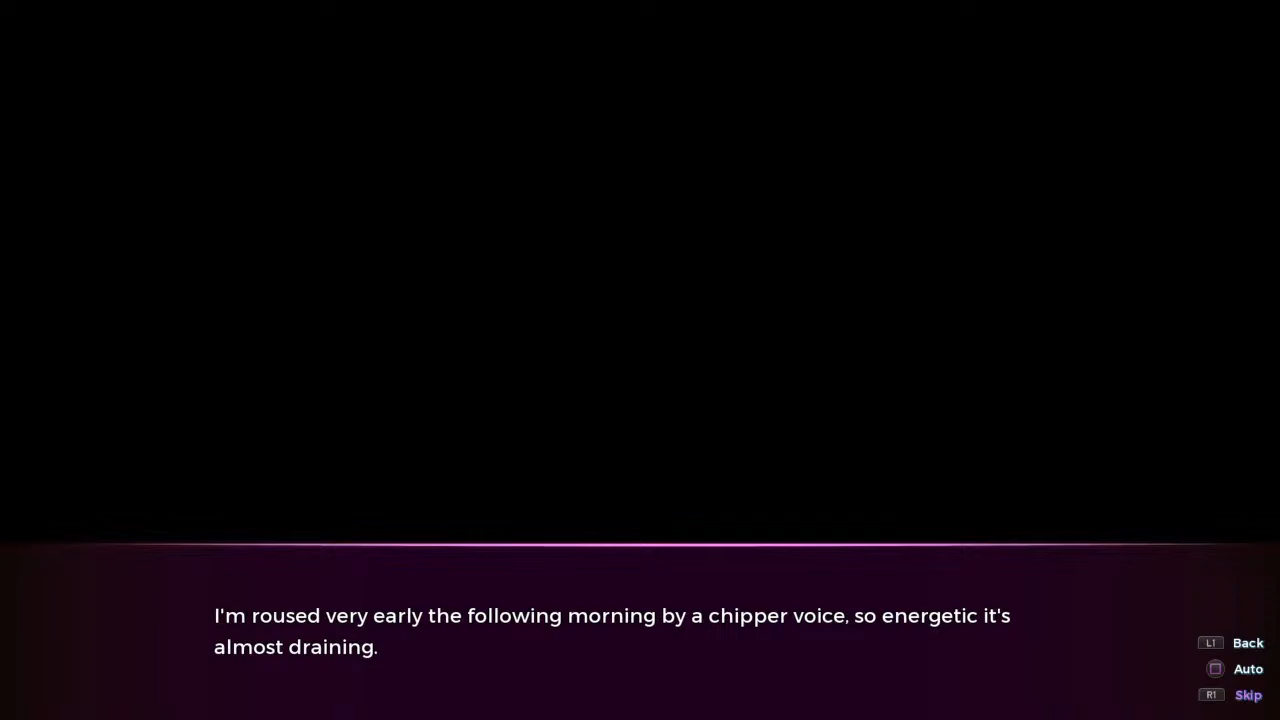 I'm roused very early the following morning by a chipper voice, so energetic it's
almost draining.
L1 Back
Auto
R1 Skip